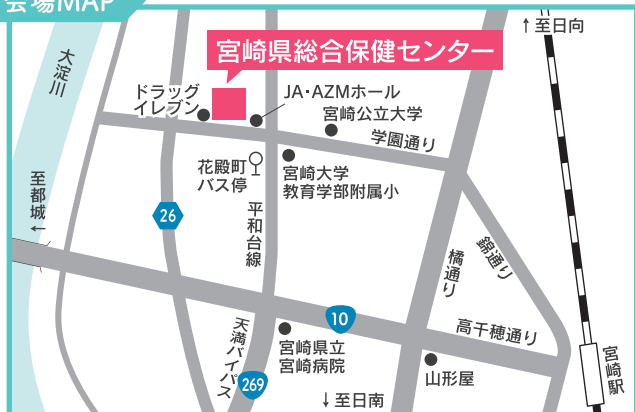 会場MAP
↑至日向
大淀川
宮崎県総合保健センター
ドラッグ
イレブン
JA・AZMホール
宮崎公立大学
学園通り
花殿町
バス停
宮崎大学
教育学部附属小
至都城←
26
平和台線
橘通り
錦通り
10
高千穂通り
天満バイパス
宮崎県立
宮崎病院
269
山形屋
宮崎駅
↓至日南